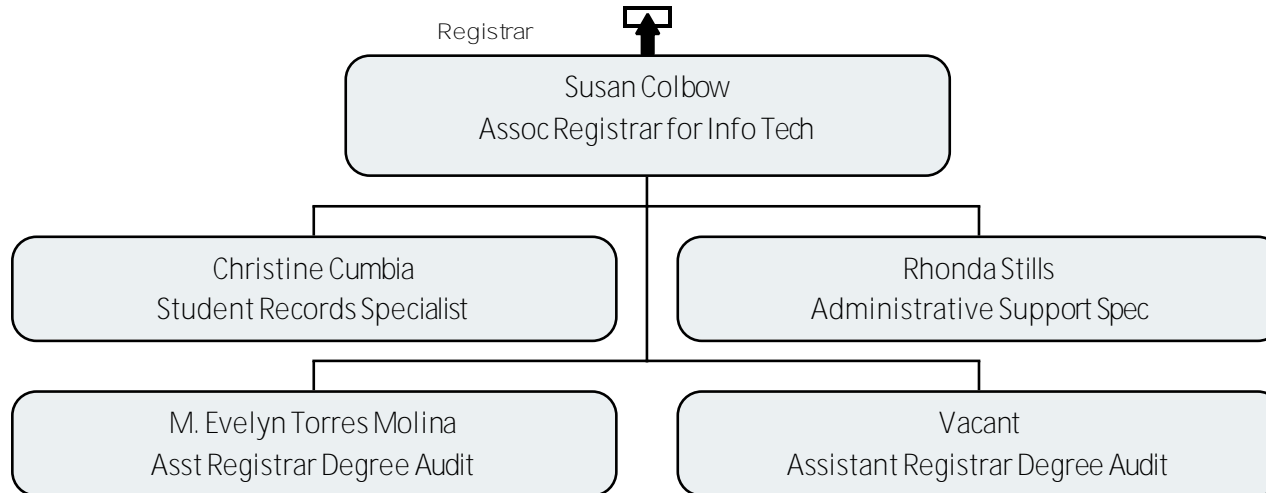 Registrar
Susan Colbow
Assoc Registrar for Info Tech
Christine Cumbia
Student Records Specialist
Rhonda Stills
Administrative Support Spec
M. Evelyn Torres Molina
Asst Registrar Degree Audit
Vacant
Assistant Registrar Degree Audit